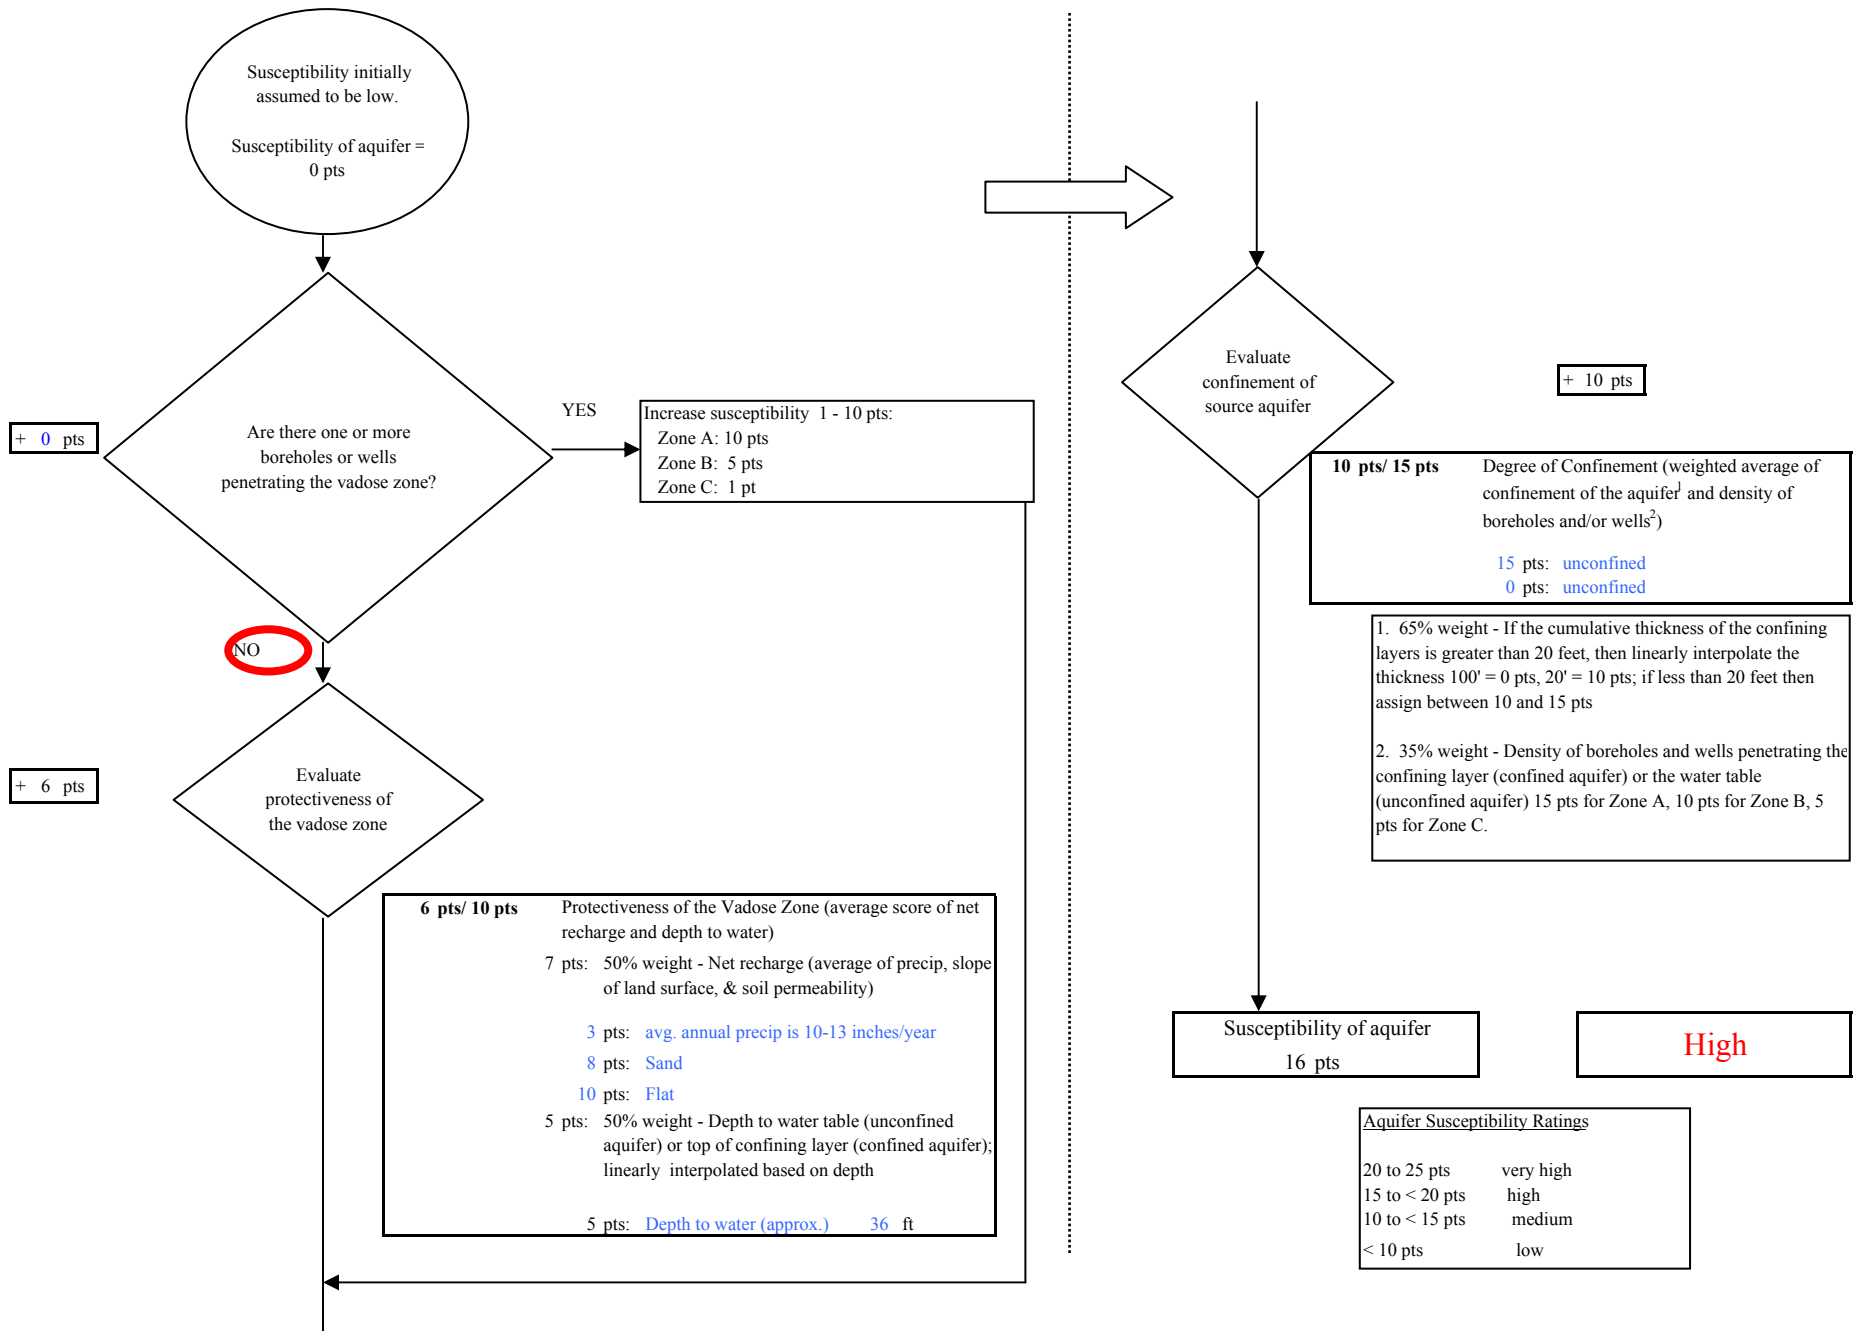 Susceptibility initially
assumed to be low.
Susceptibility of aquifer =
0 pts
+ 0 pts
Are there one or more
boreholes or wells
penetrating the vadose zone?
YES
Increase susceptibility 1 - 10 pts:
Zone A: 10 pts
Zone B: 5 pts
Zone C: 1 pt
NO
+ 6 pts
Evaluate
protectiveness of
the vadose zone
6 pts/ 10 pts Protectiveness of the Vadose Zone (average score of net
recharge and depth to water)
7 pts: 50% weight - Net recharge (average of precip, slope
of land surface, & soil permeability)
3 pts: avg. annual precip is 10-13 inches/year
8 pts: Sand
10 pts: Flat
5 pts: 50% weight - Depth to water table (unconfined
aquifer) or top of confining layer (confined aquifer);
linearly interpolated based on depth
5 pts: Depth to water (approx.) 36 ft
Evaluate
confinement of
source aquifer
+ 10 pts
10 pts/ 15 pts Degree of Confinement (weighted average of
confinement of the aquifer1 and density of
boreholes and/or wells2)
15 pts: unconfined
0 pts: unconfined
1. 65% weight - If the cumulative thickness of the confining
layers is greater than 20 feet, then linearly interpolate the
thickness 100' = 0 pts, 20' = 10 pts; if less than 20 feet then
assign between 10 and 15 pts
2. 35% weight - Density of boreholes and wells penetrating the
confining layer (confined aquifer) or the water table
(unconfined aquifer) 15 pts for Zone A, 10 pts for Zone B, 5
pts for Zone C.
Susceptibility of aquifer
16 pts
High
Aquifer Susceptibility Ratings
20 to 25 pts very high
15 to < 20 pts high
10 to < 15 pts medium
< 10 pts low